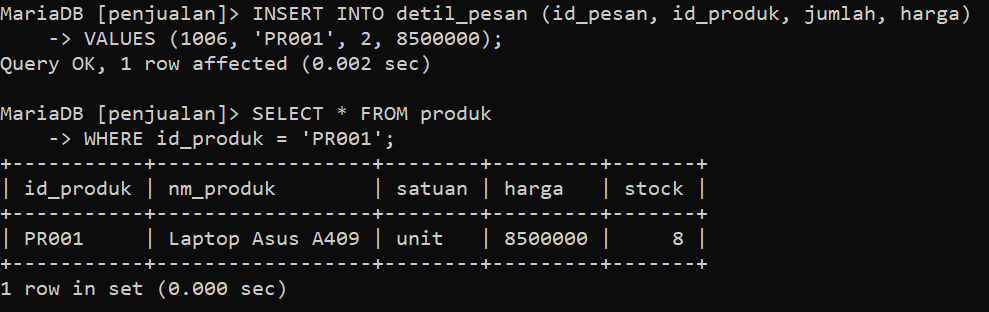 MariaDB [penjualan]> INSERT INTO detil_pesan (id_pesan, id_produk, jumlah, harga)
    -> VALUES (1006, 'PR001', 2, 8500000);
Query OK, 1 row affected (0.002 sec)

MariaDB [penjualan]> SELECT * FROM produk
    -> WHERE id_produk = 'PR001';
+-----------+------------------+--------+---------+-------+
| id_produk | nm_produk        | satuan | harga   | stock |
+-----------+------------------+--------+---------+-------+
| PR001     | Laptop Asus A409 | unit   | 8500000 |     8 |
+-----------+------------------+--------+---------+-------+
1 row in set (0.000 sec)